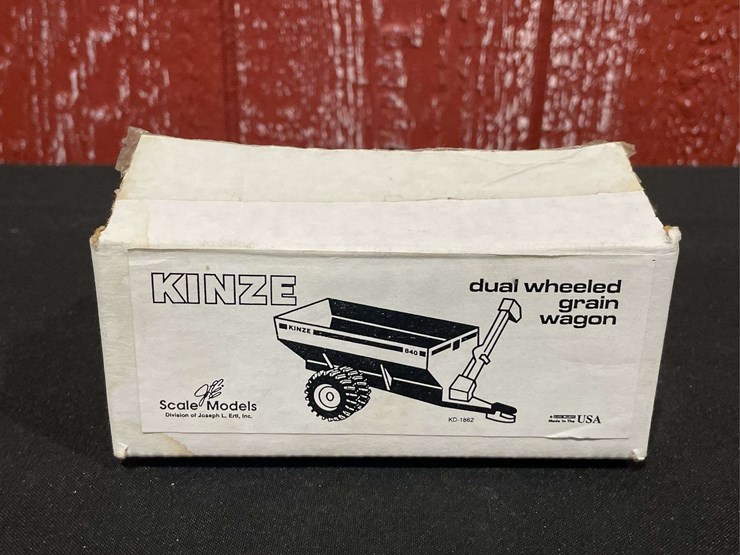 KINZE
dual wheeled
grain
wagon
KINZE
840
Scale Models
Division of Joseph L. Ertl, Inc.
KD-1862
Made In The USA